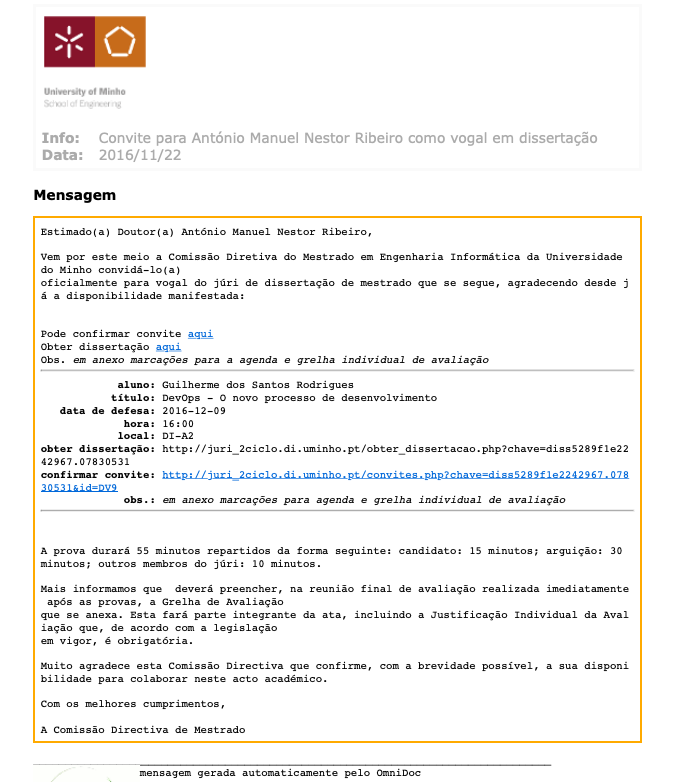 University of Minho
School of Engineering
Info: Convite para António Manuel Nestor Ribeiro como vogal em dissertação
Data: 2016/11/22
Mensagem
Estimado(a) Doutor(a) António Manuel Nestor Ribeiro,
Vem por este meio a Comissão Diretiva do Mestrado em Engenharia Informática da Universidade
do Minho convidá-lo(a)
oficialmente para vogal do júri de dissertação de mestrado que se segue, agradecendo desde j
á a disponibilidade manifestada:
Pode confirmar convite aqui
Obter dissertação aqui
Obs. em anexo marcações para a agenda e grelha individual de avaliação
aluno: Guilherme dos Santos Rodrigues
título: DevOps - O novo processo de desenvolvimento
data de defesa: 2016-12-09
hora: 16:00
local: DI-A2
obter dissertação: http://juri_2ciclo.di.uminho.pt/obter_dissertacao.php?chave=diss5289f1e22
42967.07830531
confirmar convite: http://juri_2ciclo.di.uminho.pt/convites.php?chave=diss5289f1e2242967.078
30531&id=DV9
obs.: em anexo marcações para agenda e grelha individual de avaliação
A prova durará 55 minutos repartidos da forma seguinte: candidato: 15 minutos; arguição: 30
minutos; outros membros do júri: 10 minutos.
Mais informamos que  deverá preencher, na reunião final de avaliação realizada imediatamente
após as provas, a Grelha de Avaliação
que se anexa. Esta fará parte integrante da ata, incluindo a Justificação Individual da Aval
iação que, de acordo com a legislação
em vigor, é obrigatória.
Muito agradece esta Comissão Directiva que confirme, com a brevidade possível, a sua disponi
bilidade para colaborar neste acto académico.
Com os melhores cumprimentos,
A Comissão Directiva de Mestrado
mensagem gerada automaticamente pelo OmniDoc